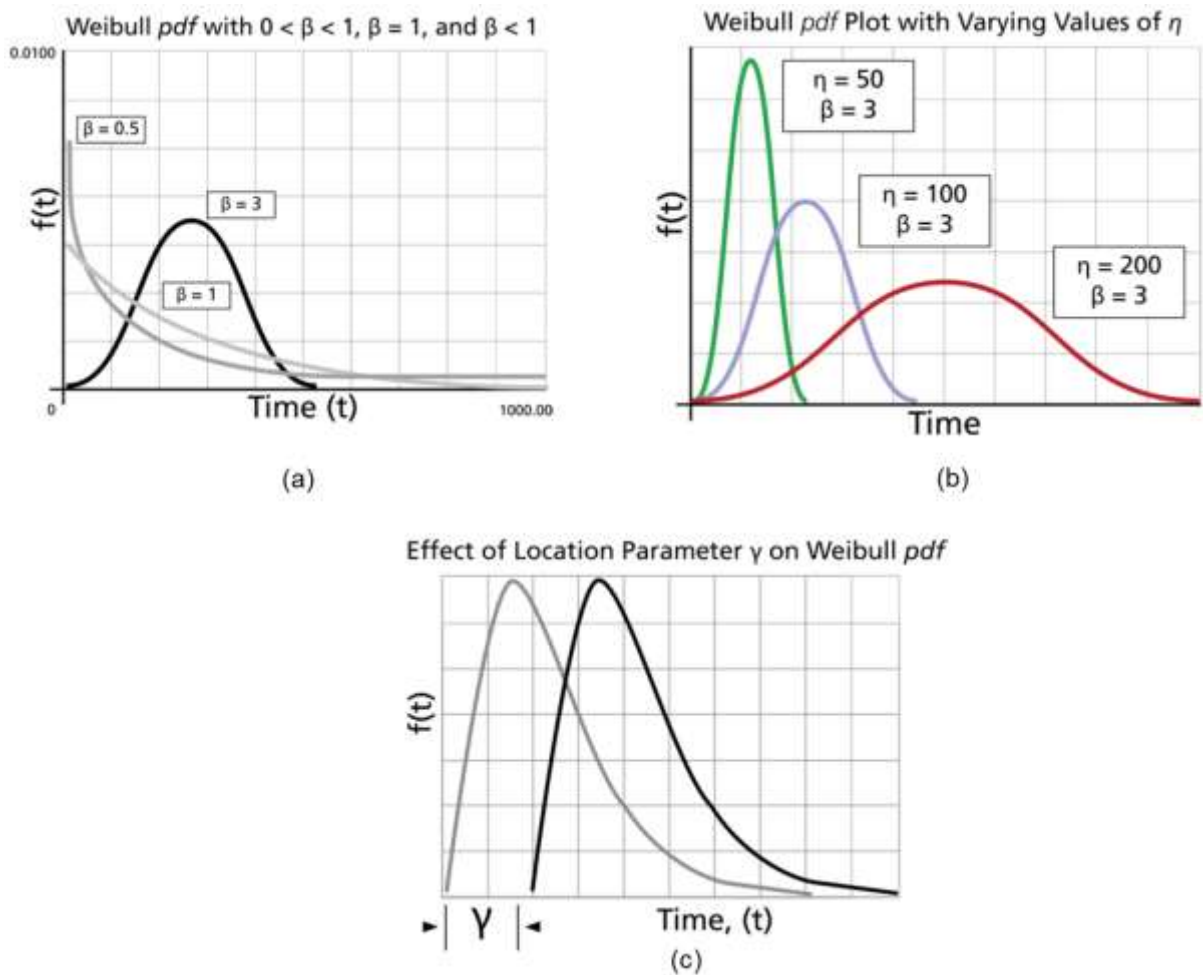 Weibull pdf with 0 < β < 1, β = 1, and β < 1
0.0100
β = 0.5
β = 3
β = 1
f(t)
0
Time (t)
1000.00
(a)
Weibull pdf Plot with Varying Values of η
η = 50
β = 3
η = 100
β = 3
η = 200
β = 3
f(t)
Time
(b)
Effect of Location Parameter γ on Weibull pdf
f(t)
γ
Time, (t)
(c)